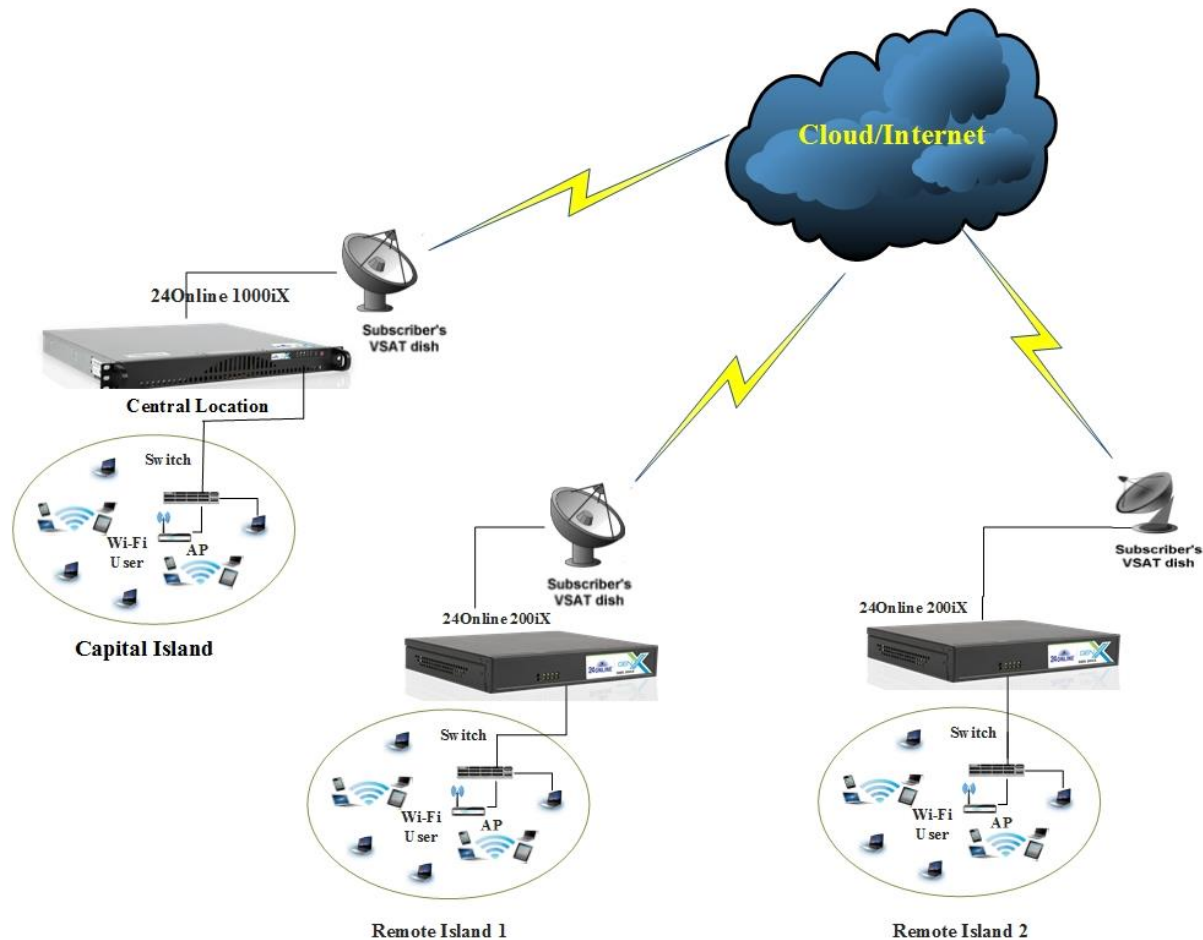 Cloud/Internet
24Online 1000iX
Subscriber's
VSAT dish
Central Location
Switch
Wi-Fi
User
AP
Capital Island
Subscriber's
VSAT dish
24Online 200iX
24ONLINE
Switch
Wi-Fi
User
AP
Remote Island 1
Subscriber's
VSAT dish
24Online 200iX
24ONLINE
Switch
Wi-Fi
User
AP
Remote Island 2